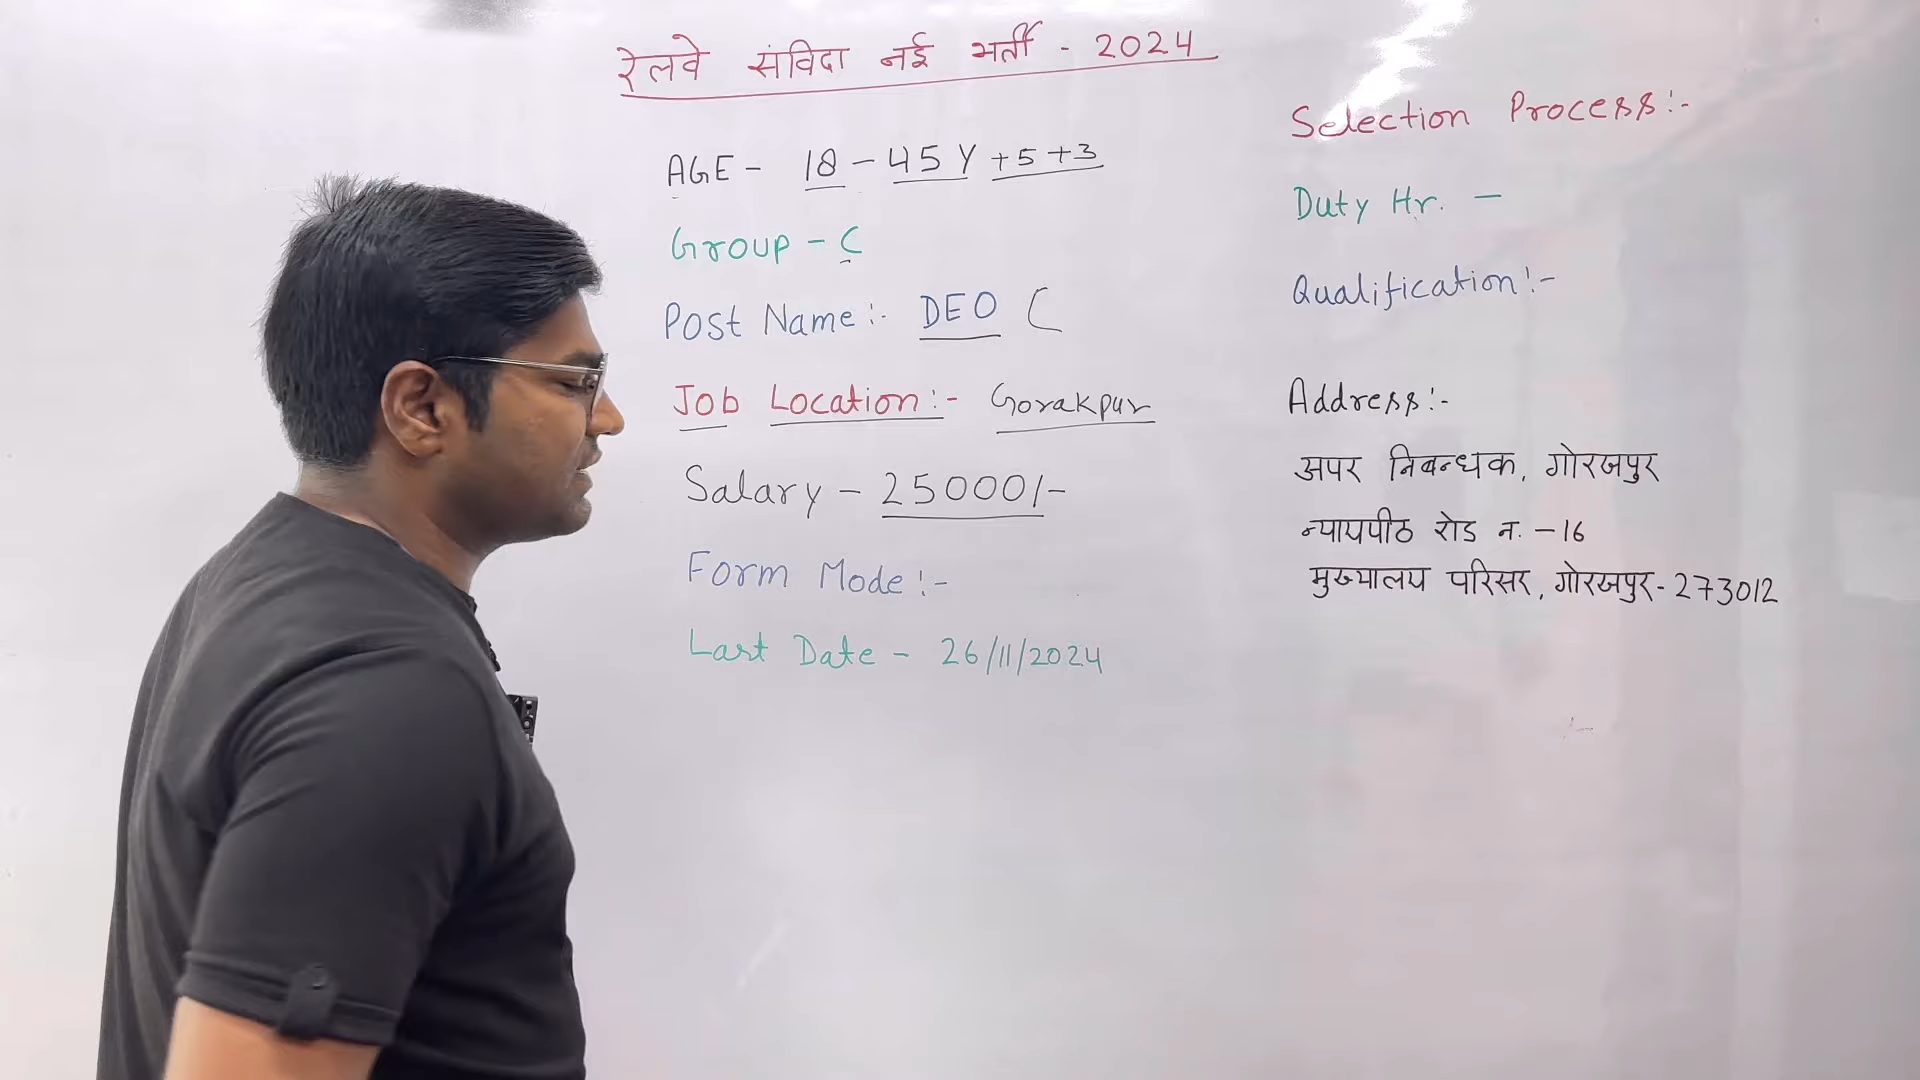 रेलवे संविदा नई भर्ती - 2024
AGE - 18 - 45 Y +5 +3
Group - C
Post Name :- DEO (
Job Location :- Gorakpur
Salary - 25000/-
Form Mode :-
Last Date - 26/11/2024
Selection Process :-
Duty Hr. -
Qualification :-
Address :-
अपर निबन्धक, गोरखपुर
न्यायपीठ रोड न. - 16
मुख्यालय परिसर, गोरखपुर - 273012